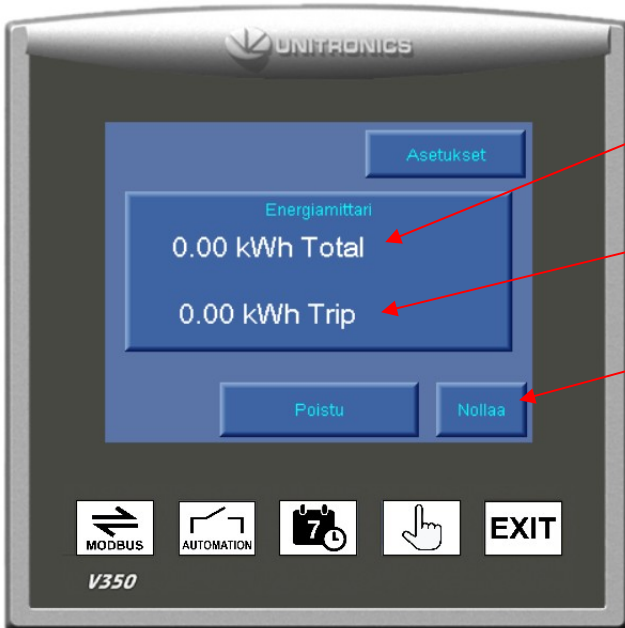 UNITRONICS
Asetukset
Energiamittari
0.00 kWh Total
0.00 kWh Trip
Poistu
Nollaa
MODBUS
AUTOMATION
7
EXIT
V350